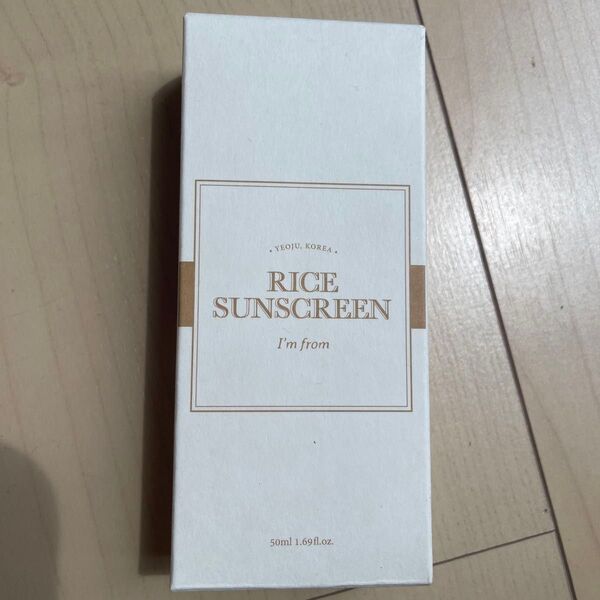 • YEOJU, KOREA •
RICE
SUNSCREEN
I'm from
50ml 1.69fl.oz.